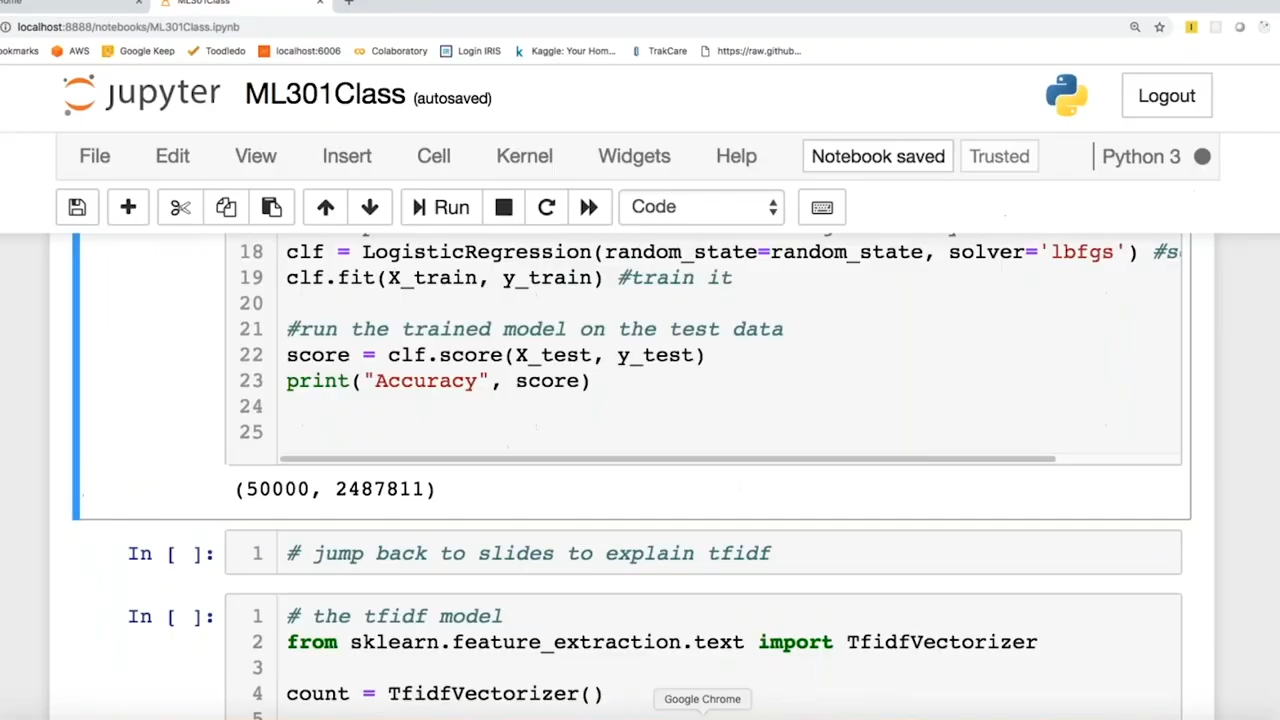 Home
ML301Class
localhost:8888/notebooks/ML301Class.ipynb
ookmarks AWS Google Keep Toodledo localhost:6006 Colaboratory Login IRIS Kaggle: Your Hom... TrakCare https://raw.github...
jupyter ML301Class (autosaved)
Logout
File Edit View Insert Cell Kernel Widgets Help Notebook saved Trusted Python 3
Run Code
18 clf = LogisticRegression(random_state=random_state, solver='lbfgs') #s
19 clf.fit(X_train, y_train) #train it
20
21 #run the trained model on the test data
22 score = clf.score(X_test, y_test)
23 print("Accuracy", score)
24
25
(50000, 2487811)
In [ ]: 1 # jump back to slides to explain tfidf
In [ ]: 1 # the tfidf model
2 from sklearn.feature_extraction.text import TfidfVectorizer
3
4 count = TfidfVectorizer()
Google Chrome